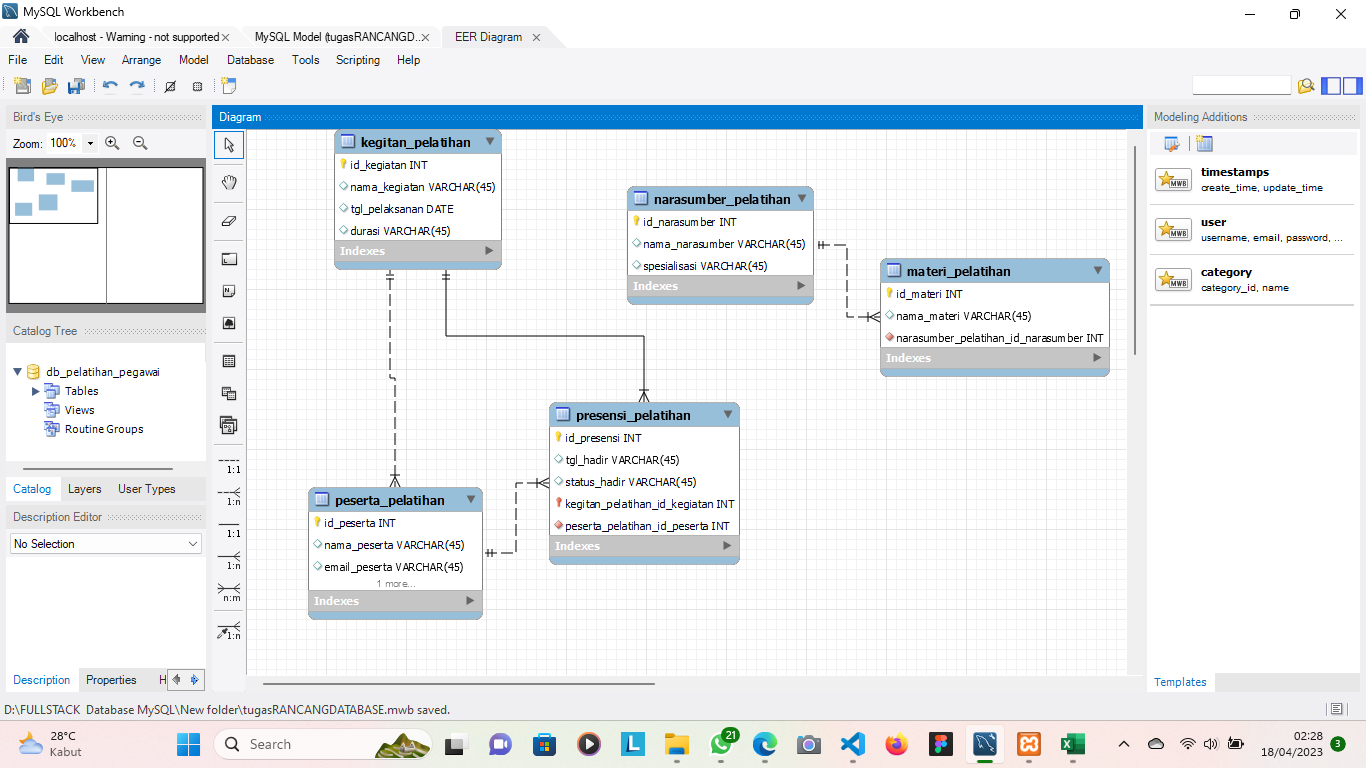 MySQL Workbench
localhost - Warning - not supported
MySQL Model (tugasRANCANGD...
EER Diagram
File Edit View Arrange Model Database Tools Scripting Help
Bird's Eye
Zoom: 100%
Diagram
Modeling Additions
timestamps
create_time, update_time
user
username, email, password, ...
category
category_id, name
Templates
Catalog Tree
db_pelatihan_pegawai
Tables
Views
Routine Groups
Catalog Layers User Types
Description Editor
No Selection
Description Properties H
1:1
1:n
1:1
1:n
n:m
1:n
kegitan_pelatihan
id_kegiatan INT
nama_kegiatan VARCHAR(45)
tgl_pelaksanan DATE
durasi VARCHAR(45)
Indexes
narasumber_pelatihan
id_narasumber INT
nama_narasumber VARCHAR(45)
spesialisasi VARCHAR(45)
Indexes
materi_pelatihan
id_materi INT
nama_materi VARCHAR(45)
narasumber_pelatihan_id_narasumber INT
Indexes
presensi_pelatihan
id_presensi INT
tgl_hadir VARCHAR(45)
status_hadir VARCHAR(45)
kegitan_pelatihan_id_kegiatan INT
peserta_pelatihan_id_peserta INT
Indexes
peserta_pelatihan
id_peserta INT
nama_peserta VARCHAR(45)
email_peserta VARCHAR(45)
1 more...
Indexes
D:\FULLSTACK Database MySQL\New folder\tugasRANCANGDATABASE.mwb saved.
28°C
Kabut
Search
21
02:28
18/04/2023
3